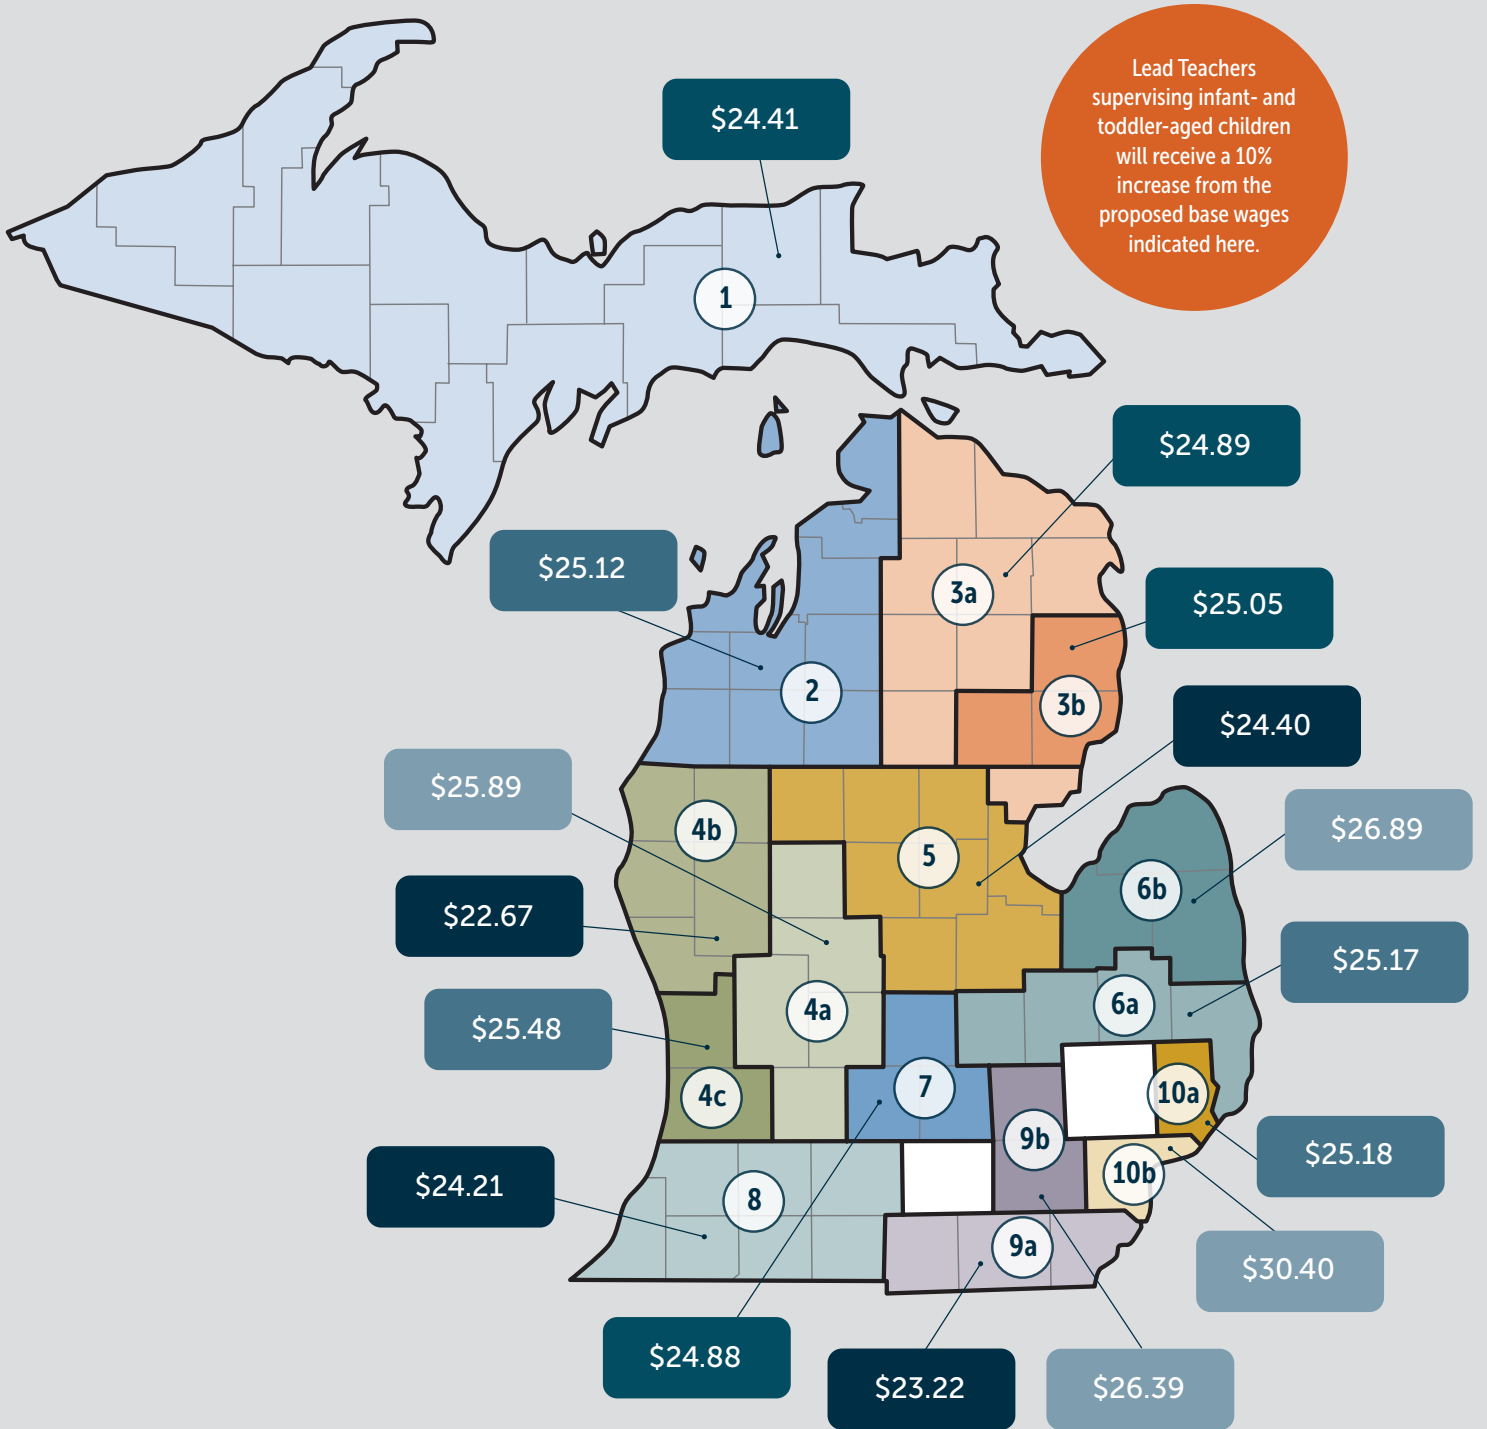 Lead Teachers
supervising infant- and
toddler-aged children
will receive a 10%
increase from the
proposed base wages
indicated here.
$24.41
1
$24.89
$25.12
3a
$25.05
2
3b
$24.40
$25.89
4b
5
$26.89
6b
$22.67
$25.17
4a
6a
$25.48
4c
7
10a
9b
$25.18
10b
$24.21
8
9a
$30.40
$24.88
$23.22
$26.39